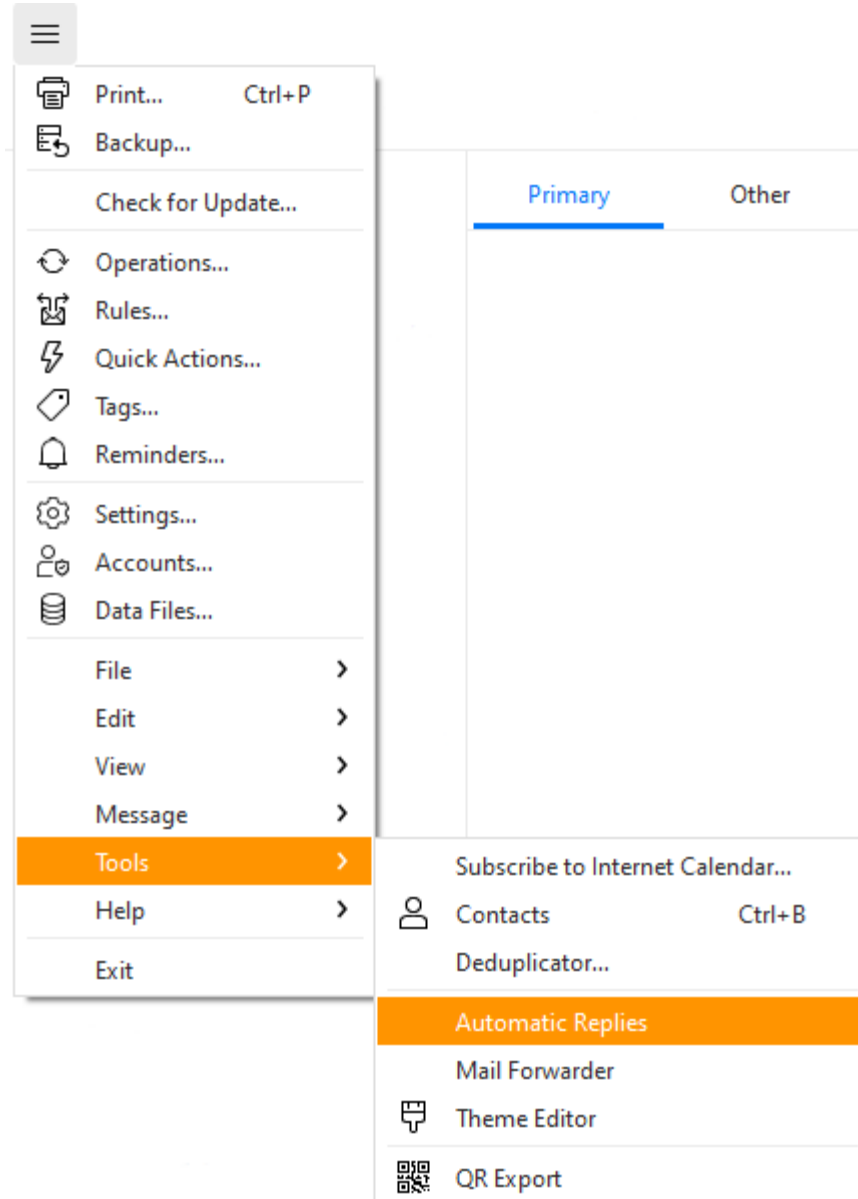 Print... Ctrl+P
Backup...
Primary Other
Check for Update...
Operations...
Rules...
Quick Actions...
Tags...
Reminders...
Settings...
Accounts...
Data Files...
File
Edit
View
Message
Tools
Help
Exit
Subscribe to Internet Calendar...
Contacts Ctrl+B
Deduplicator...
Automatic Replies
Mail Forwarder
Theme Editor
QR Export